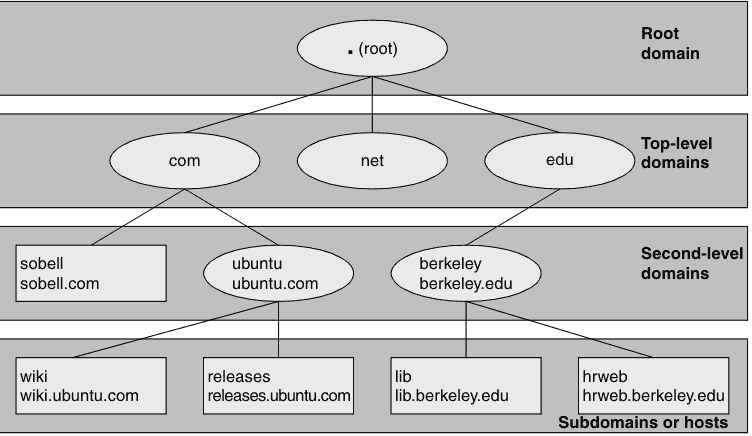 . (root)
Root
domain
com
net
edu
Top-level
domains
sobell
sobell.com
ubuntu
ubuntu.com
berkeley
berkeley.edu
Second-level
domains
wiki
wiki.ubuntu.com
releases
releases.ubuntu.com
lib
lib.berkeley.edu
hrweb
hrweb.berkeley.edu
Subdomains or hosts